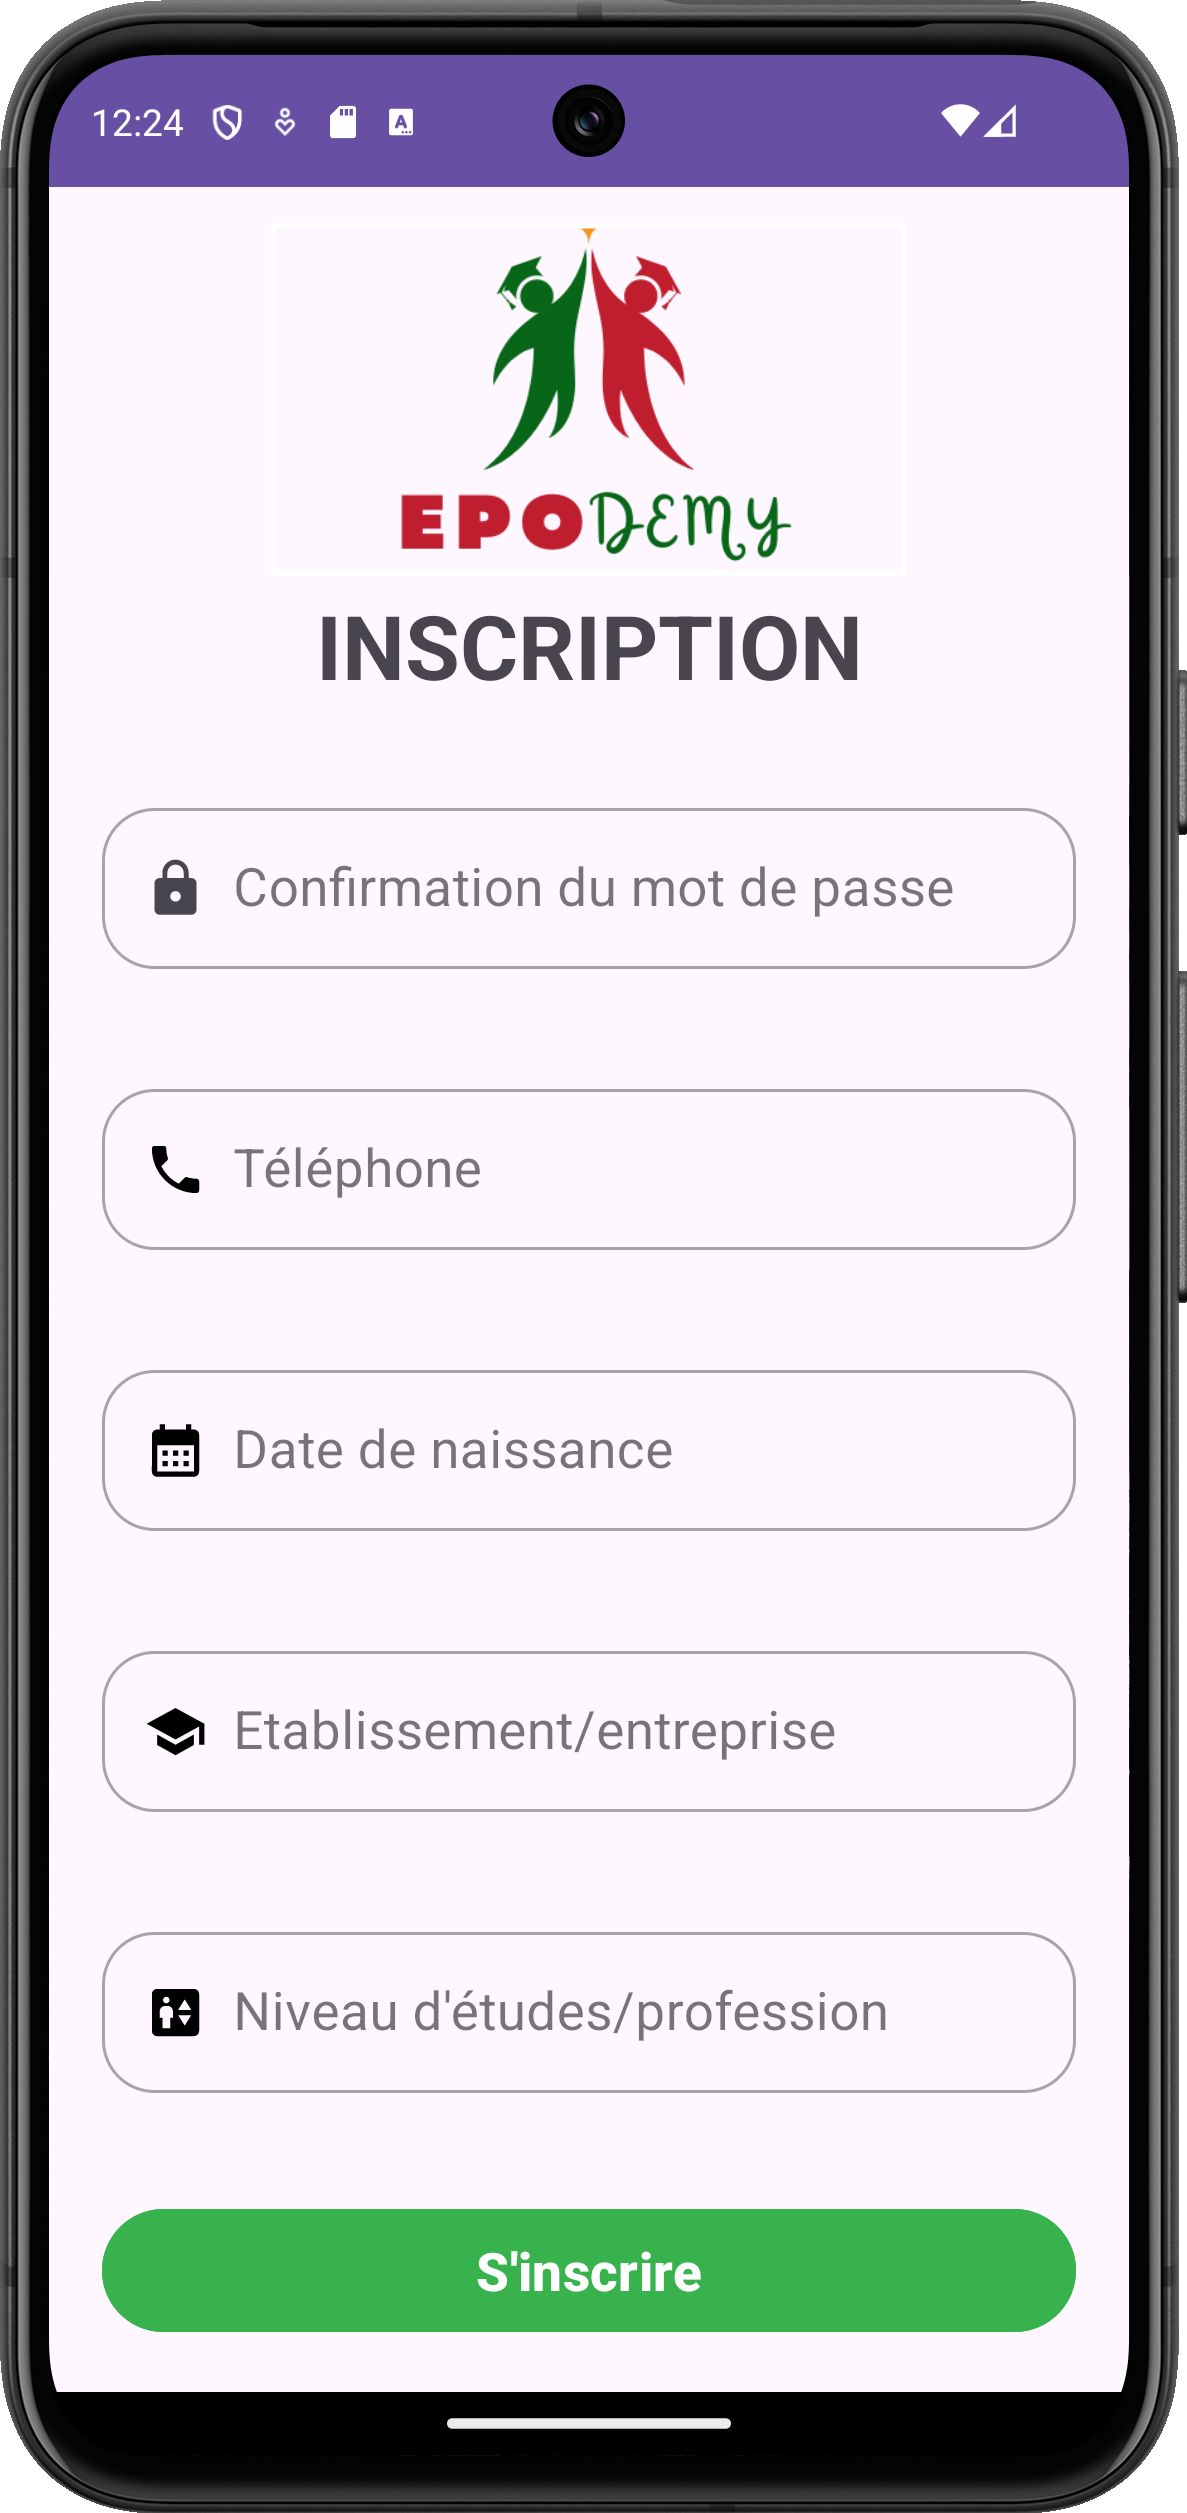 12:24
EPODEMY
INSCRIPTION
Confirmation du mot de passe
Téléphone
Date de naissance
Etablissement/entreprise
Niveau d'études/profession
S'inscrire